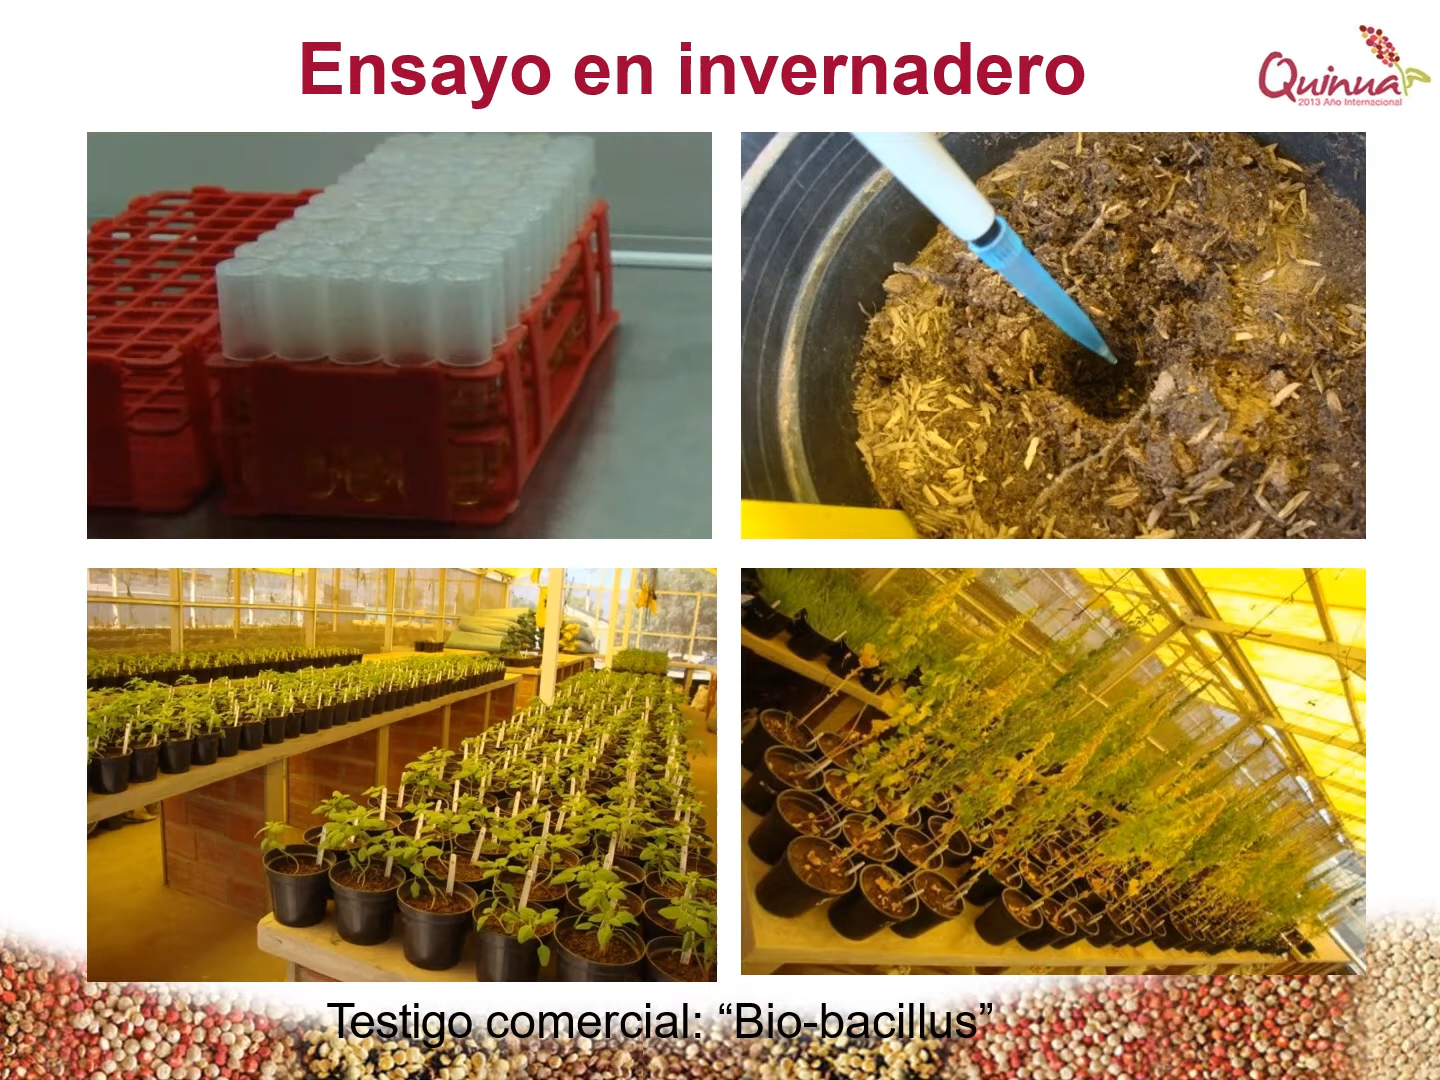 Ensayo en invernadero
Quinua
2013 Año Internacional
Testigo comercial: “Bio-bacillus”